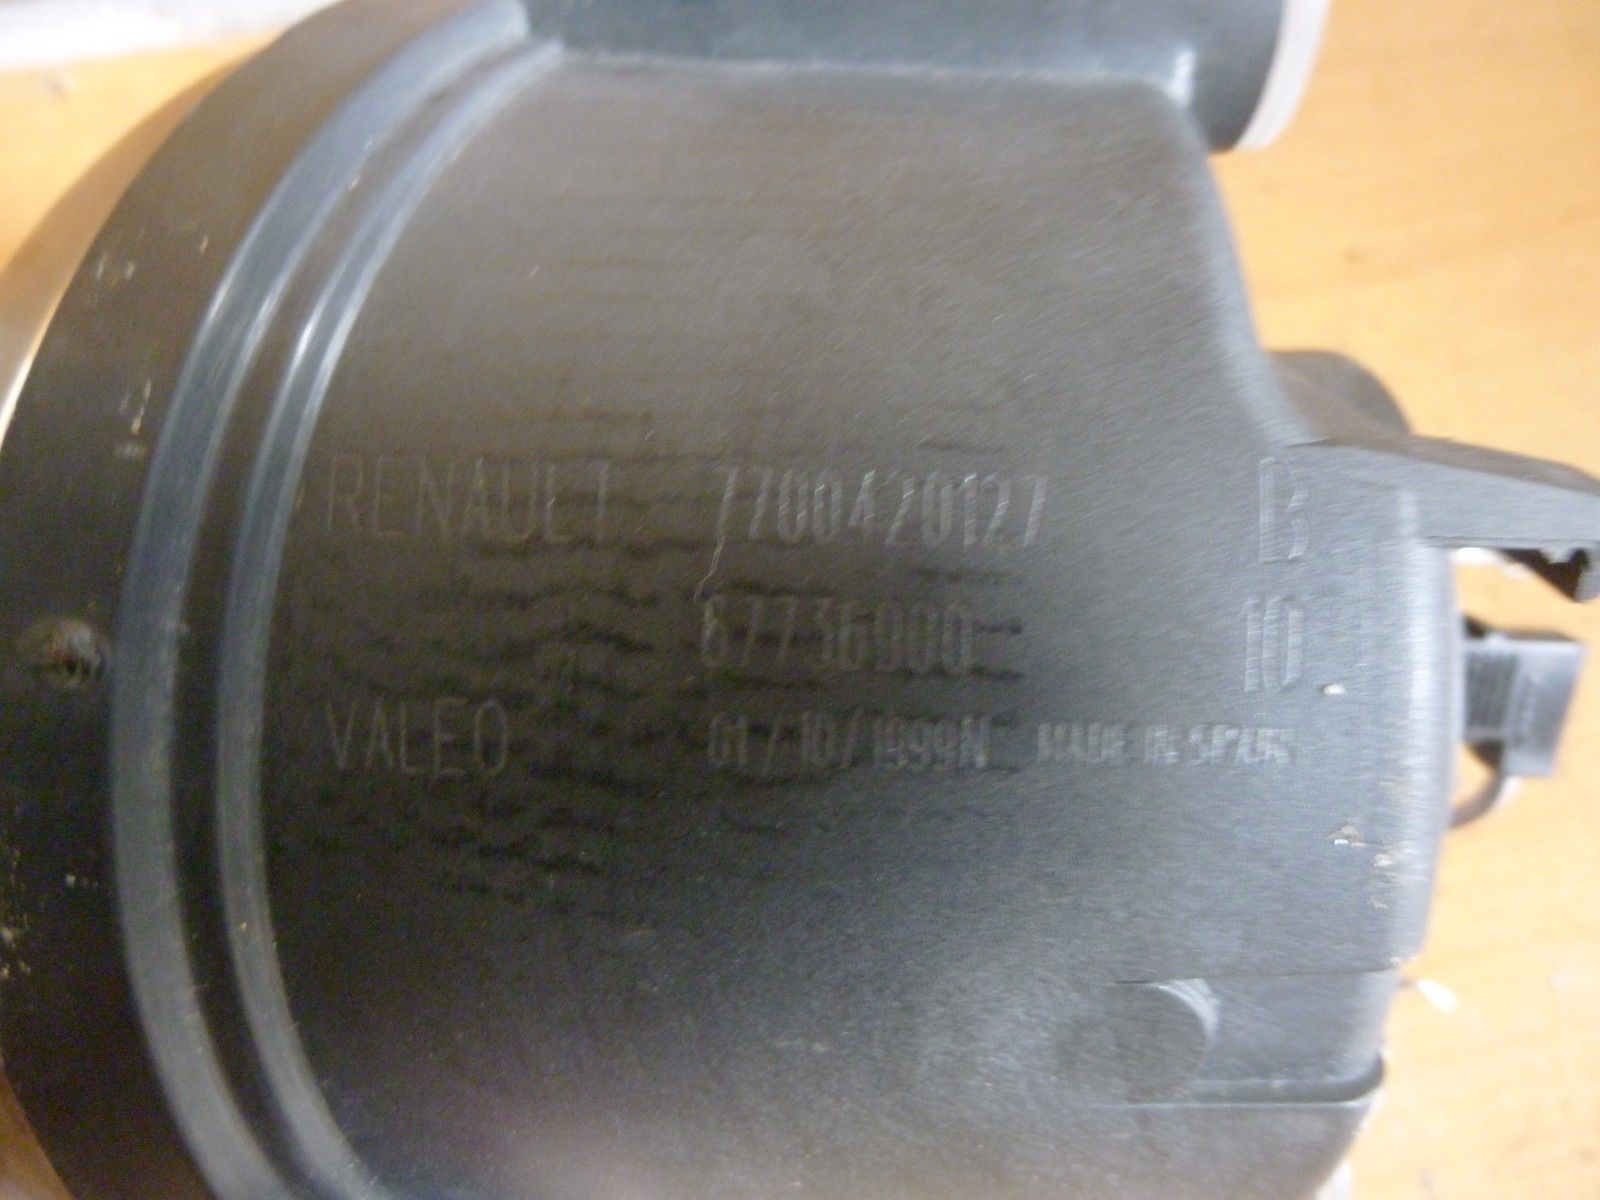 RENAULT 7700420127 B
67736900 10
VALEO 01/10/1999N MADE IN SPAIN